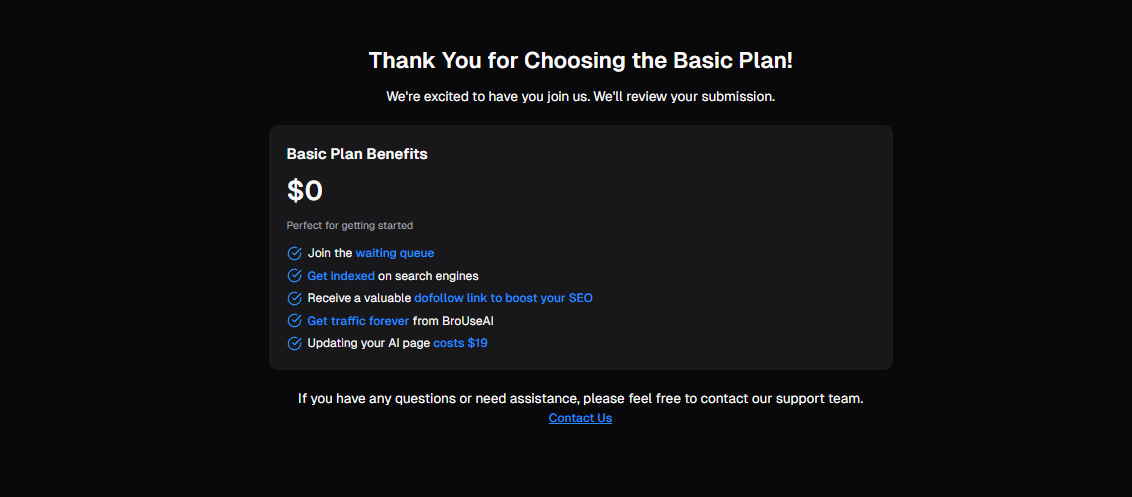 Thank You for Choosing the Basic Plan!
We're excited to have you join us. We'll review your submission.
Basic Plan Benefits
$0
Perfect for getting started
Join the waiting queue
Get indexed on search engines
Receive a valuable dofollow link to boost your SEO
Get traffic forever from BroUseAI
Updating your AI page costs $19
If you have any questions or need assistance, please feel free to contact our support team.
Contact Us